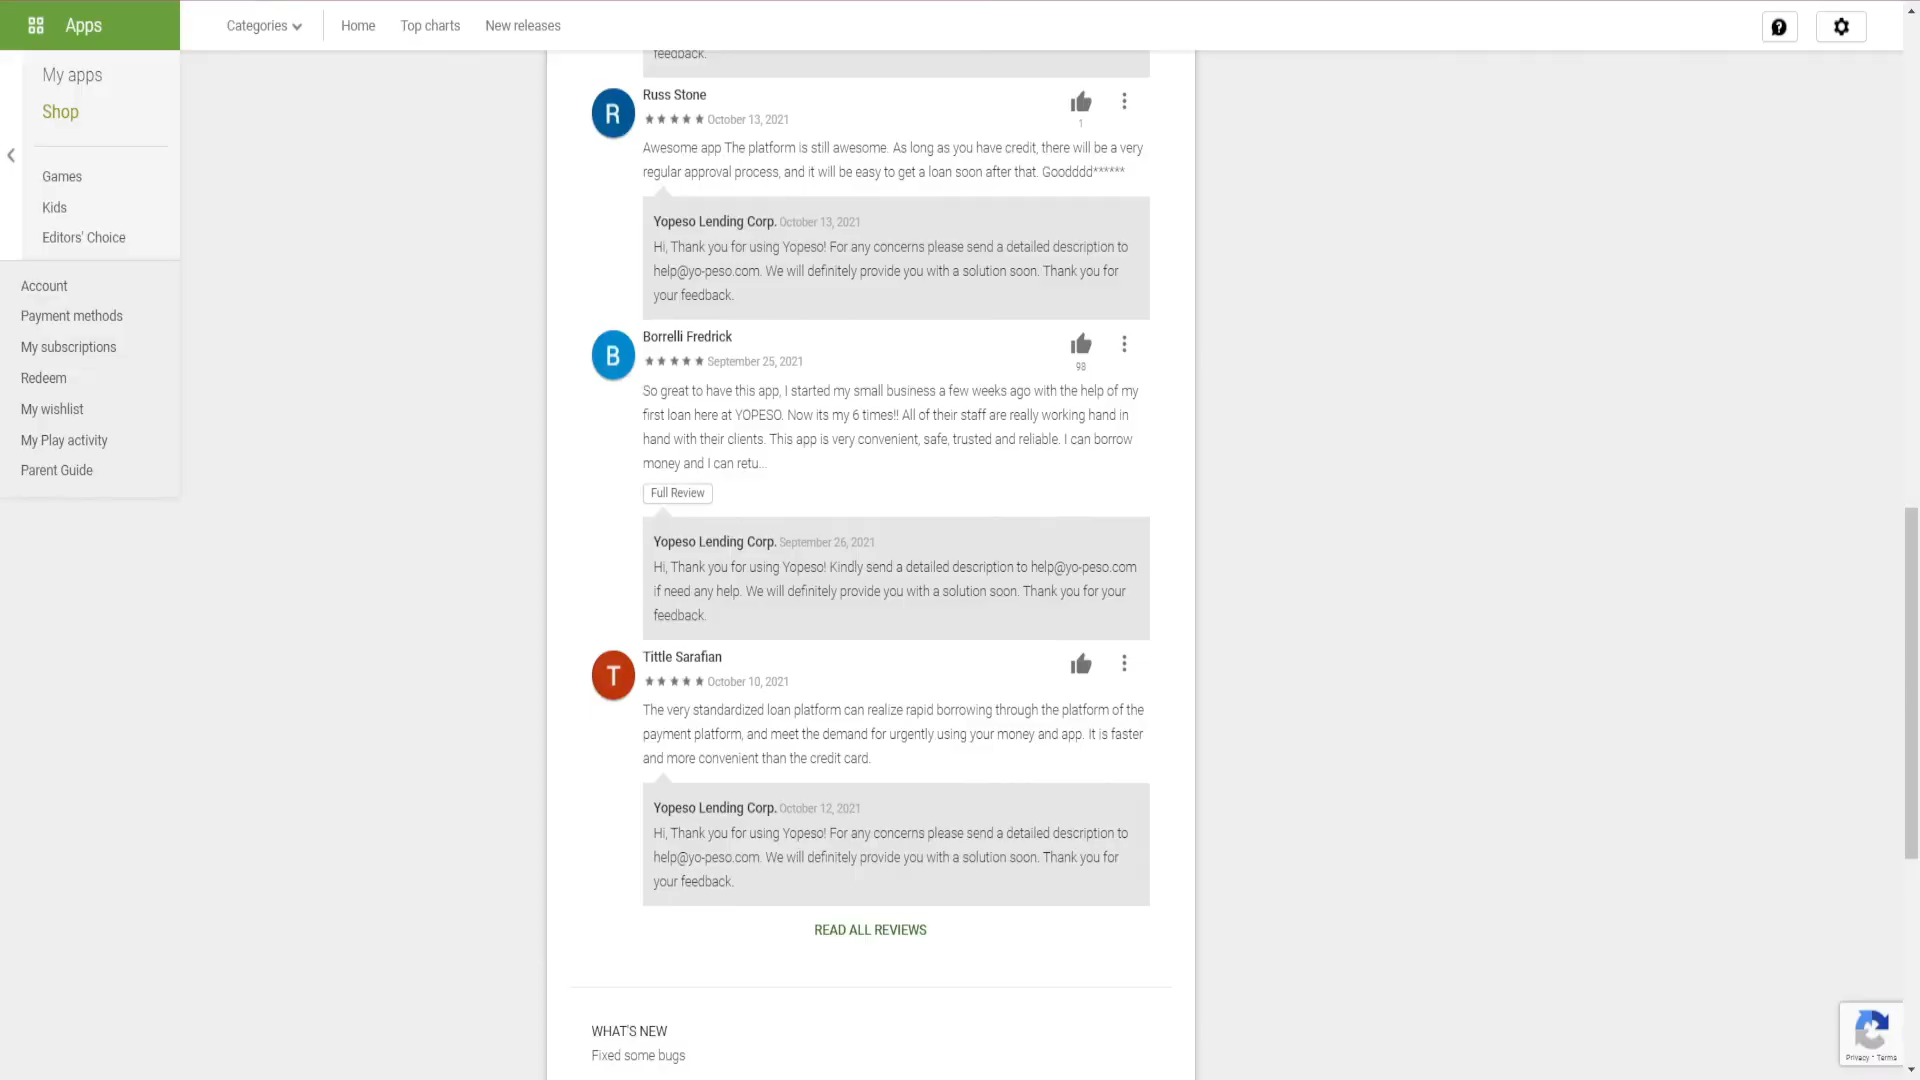 Apps
Categories
Home
Top charts
New releases
My apps
Shop
Games
Kids
Editors' Choice
Account
Payment methods
My subscriptions
Redeem
My wishlist
My Play activity
Parent Guide
feedback.
R
Russ Stone
October 13, 2021
1
Awesome app The platform is still awesome. As long as you have credit, there will be a very
regular approval process, and it will be easy to get a loan soon after that. Goodddd******
Yopeso Lending Corp. October 13, 2021
Hi, Thank you for using Yopeso! For any concerns please send a detailed description to
help@yo-peso.com. We will definitely provide you with a solution soon. Thank you for
your feedback.
B
Borrelli Fredrick
September 25, 2021
98
So great to have this app, I started my small business a few weeks ago with the help of my
first loan here at YOPESO. Now its my 6 times!! All of their staff are really working hand in
hand with their clients. This app is very convenient, safe, trusted and reliable. I can borrow
money and I can retu...
Full Review
Yopeso Lending Corp. September 26, 2021
Hi, Thank you for using Yopeso! Kindly send a detailed description to help@yo-peso.com
if need any help. We will definitely provide you with a solution soon. Thank you for your
feedback.
T
Tittle Sarafian
October 10, 2021
The very standardized loan platform can realize rapid borrowing through the platform of the
payment platform, and meet the demand for urgently using your money and app. It is faster
and more convenient than the credit card.
Yopeso Lending Corp. October 12, 2021
Hi, Thank you for using Yopeso! For any concerns please send a detailed description to
help@yo-peso.com. We will definitely provide you with a solution soon. Thank you for
your feedback.
READ ALL REVIEWS
WHAT'S NEW
Fixed some bugs
Privacy - Terms